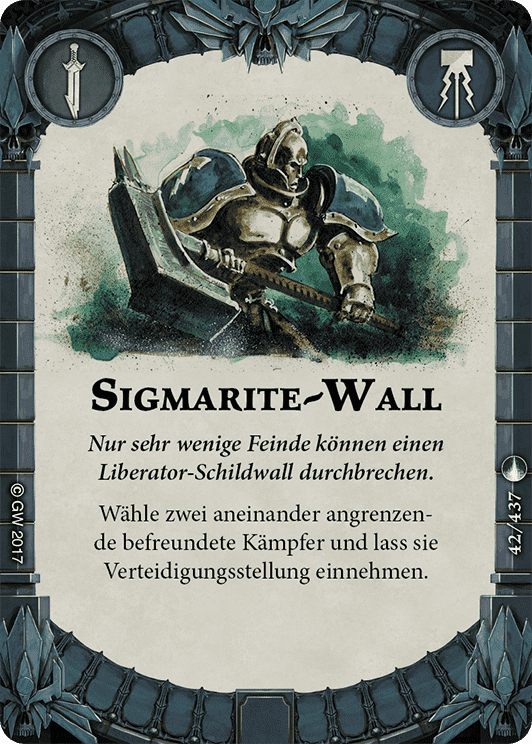 Sigmarite-Wall
Nur sehr wenige Feinde können einen
Liberator-Schildwall durchbrechen.
Wähle zwei aneinander angrenzen-
de befreundete Kämpfer und lass sie
Verteidigungsstellung einnehmen.
© GW 2017
42/437